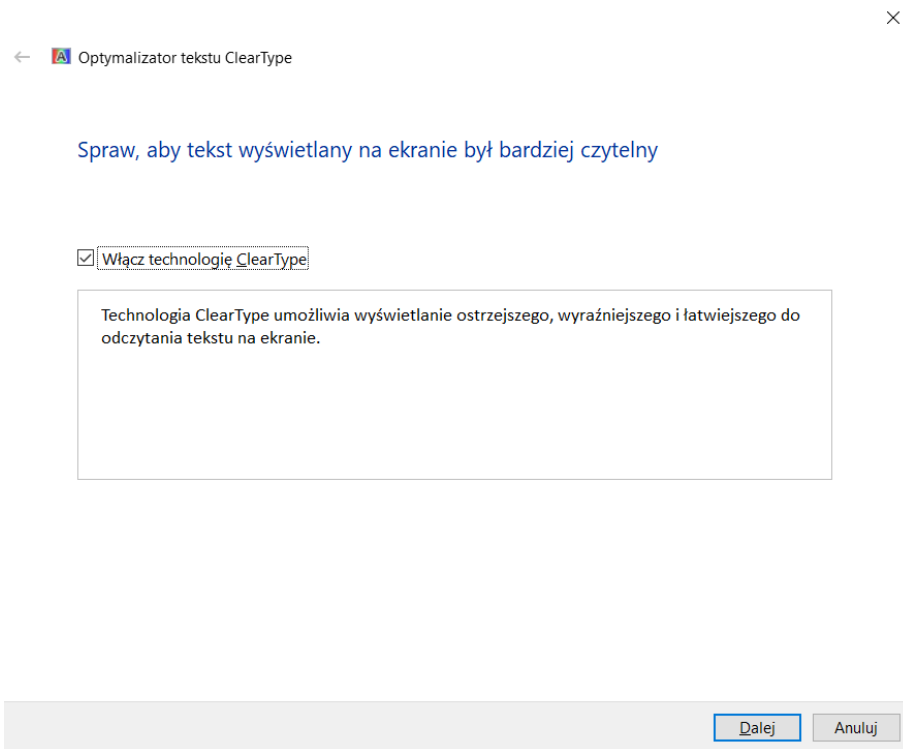 Optymalizator tekstu ClearType
Spraw, aby tekst wyświetlany na ekranie był bardziej czytelny
Włącz technologię ClearType
Technologia ClearType umożliwia wyświetlanie ostrzejszego, wyraźniejszego i łatwiejszego do
odczytania tekstu na ekranie.
Dalej Anuluj